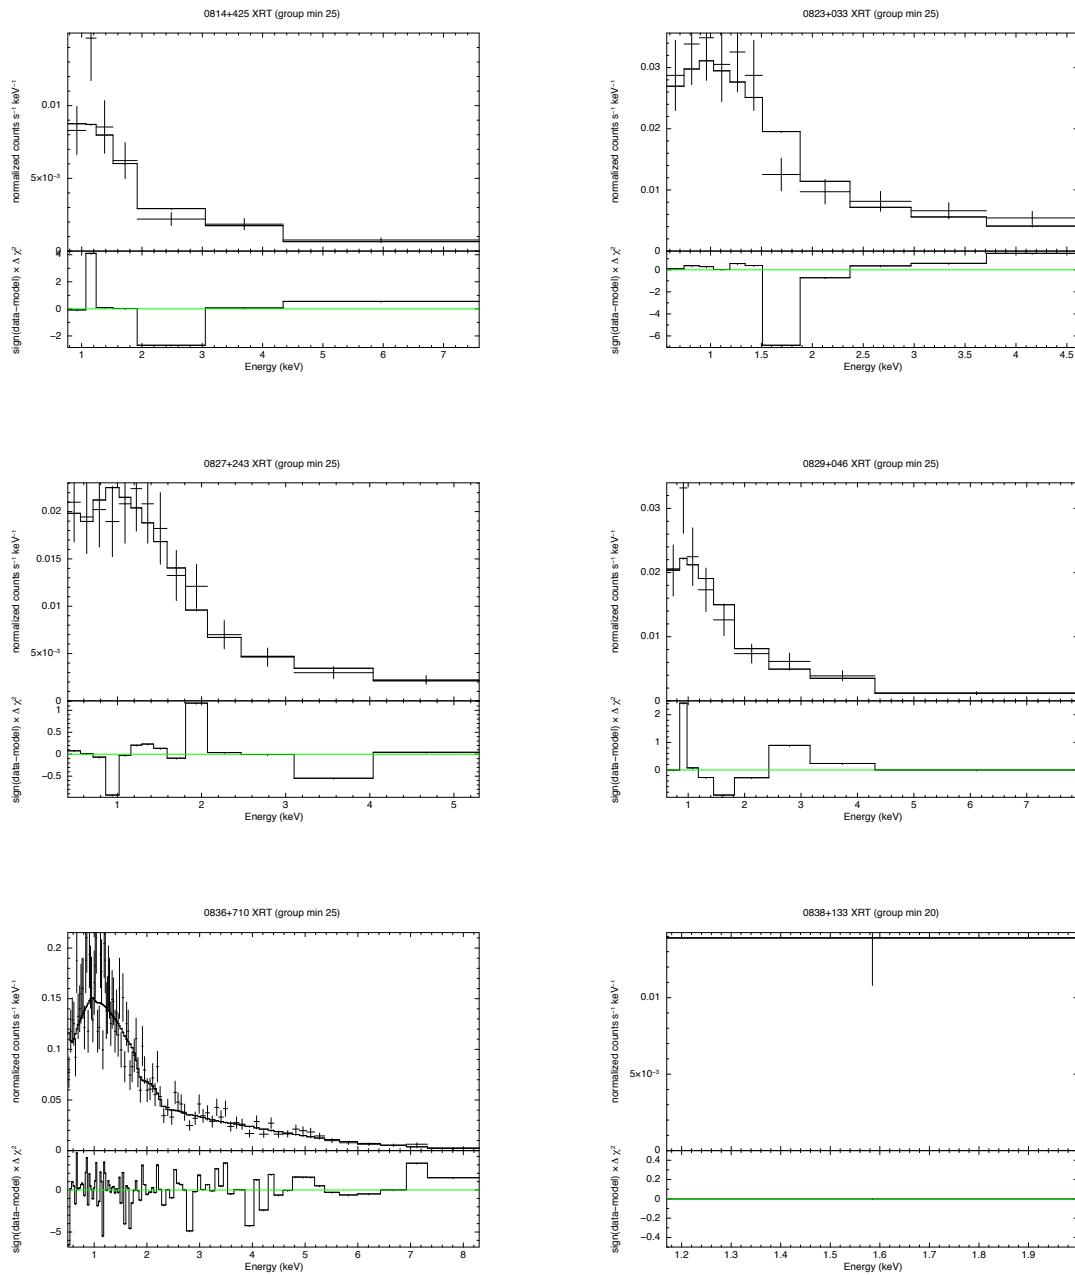 0814+425 XRT (group min 25)
normalized counts s⁻¹ keV⁻¹
0.01
5×10⁻³
0
sign(data−model) × Δ χ²
4
2
0
−2
1 2 3 4 5 6 7
Energy (keV)
0823+033 XRT (group min 25)
normalized counts s⁻¹ keV⁻¹
0.03
0.02
0.01
0
sign(data−model) × Δ χ²
0
−2
−4
−6
1 1.5 2 2.5 3 3.5 4 4.5
Energy (keV)
0827+243 XRT (group min 25)
normalized counts s⁻¹ keV⁻¹
0.02
0.015
0.01
5×10⁻³
0
sign(data−model) × Δ χ²
1
0.5
0
−0.5
1 2 3 4 5
Energy (keV)
0829+046 XRT (group min 25)
normalized counts s⁻¹ keV⁻¹
0.03
0.02
0.01
0
sign(data−model) × Δ χ²
2
1
0
1 2 3 4 5 6 7
Energy (keV)
0836+710 XRT (group min 25)
normalized counts s⁻¹ keV⁻¹
0.2
0.15
0.1
0.05
0
sign(data−model) × Δ χ²
0
−5
1 2 3 4 5 6 7 8
Energy (keV)
0838+133 XRT (group min 20)
normalized counts s⁻¹ keV⁻¹
0.01
5×10⁻³
0
sign(data−model) × Δ χ²
0.4
0.2
0
−0.2
−0.4
1.2 1.3 1.4 1.5 1.6 1.7 1.8 1.9
Energy (keV)